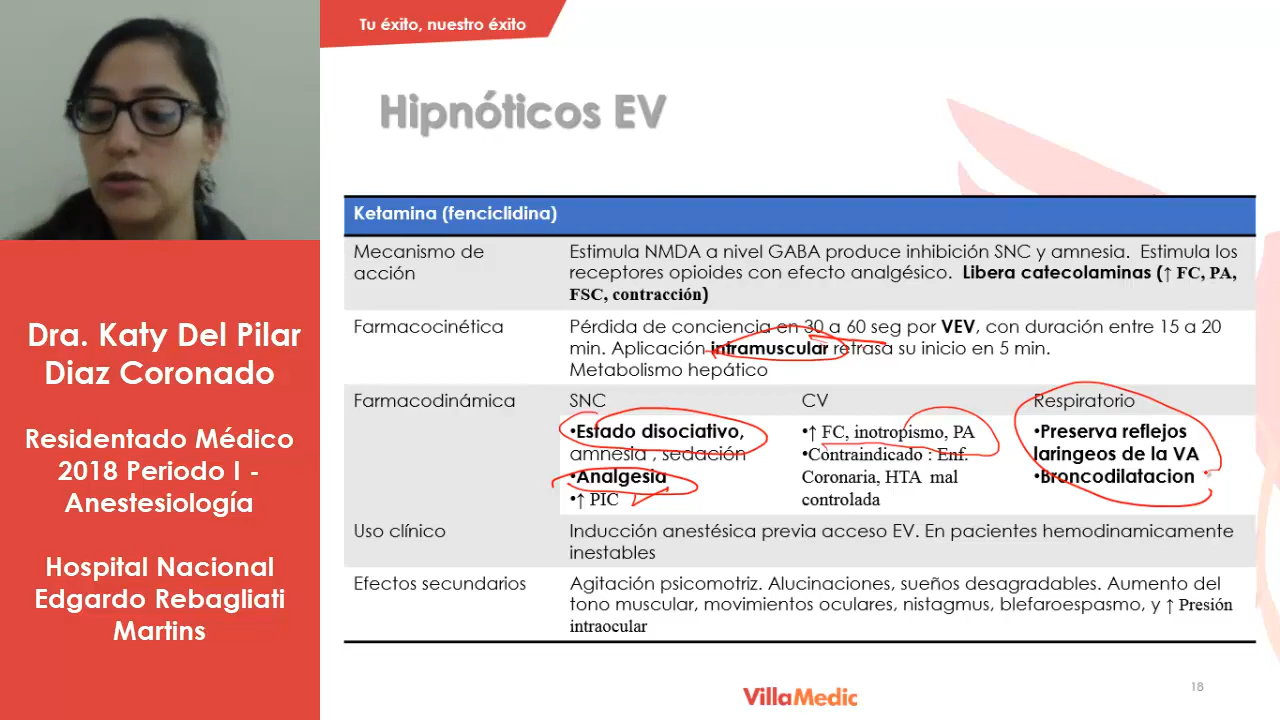 Tu éxito, nuestro éxito
Hipnóticos EV
Ketamina (fenciclidina)
Mecanismo de acción
Estimula NMDA a nivel GABA produce inhibición SNC y amnesia. Estimula los
receptores opioides con efecto analgésico. Libera catecolaminas (↑ FC, PA,
FSC, contracción)
Farmacocinética
Pérdida de conciencia en 30 a 60 seg por VEV, con duración entre 15 a 20
min. Aplicación intramuscular retrasa su inicio en 5 min.
Metabolismo hepático
Farmacodinámica
SNC
•Estado disociativo,
amnesia , sedación
•Analgesia
•↑ PIC
CV
•↑ FC, inotropismo, PA
•Contraindicado : Enf.
Coronaria, HTA mal
controlada
Respiratorio
•Preserva reflejos
laringeos de la VA
•Broncodilatacion
Uso clínico
Inducción anestésica previa acceso EV. En pacientes hemodinamicamente
inestables
Efectos secundarios
Agitación psicomotriz. Alucinaciones, sueños desagradables. Aumento del
tono muscular, movimientos oculares, nistagmus, blefaroespasmo, y ↑ Presión
intraocular
Dra. Katy Del Pilar
Diaz Coronado
Residentado Médico
2018 Periodo I -
Anestesiología
Hospital Nacional
Edgardo Rebagliati
Martins
VillaMedic
18